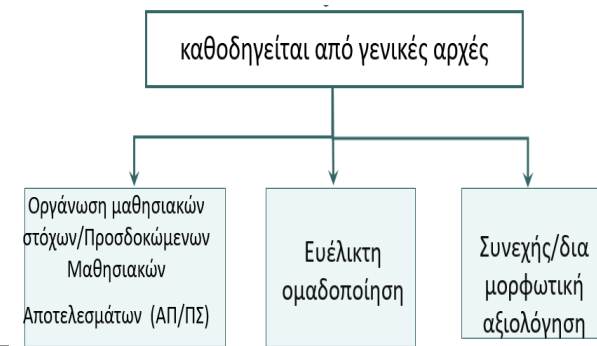 καθοδηγείται από γενικές αρχές
Οργάνωση μαθησιακών
στόχων/Προσδοκώμενων
Μαθησιακών
Αποτελεσμάτων (ΑΠ/ΠΣ)
Ευέλικτη
ομαδοποίηση
Συνεχής/δια
μορφωτική
αξιολόγηση